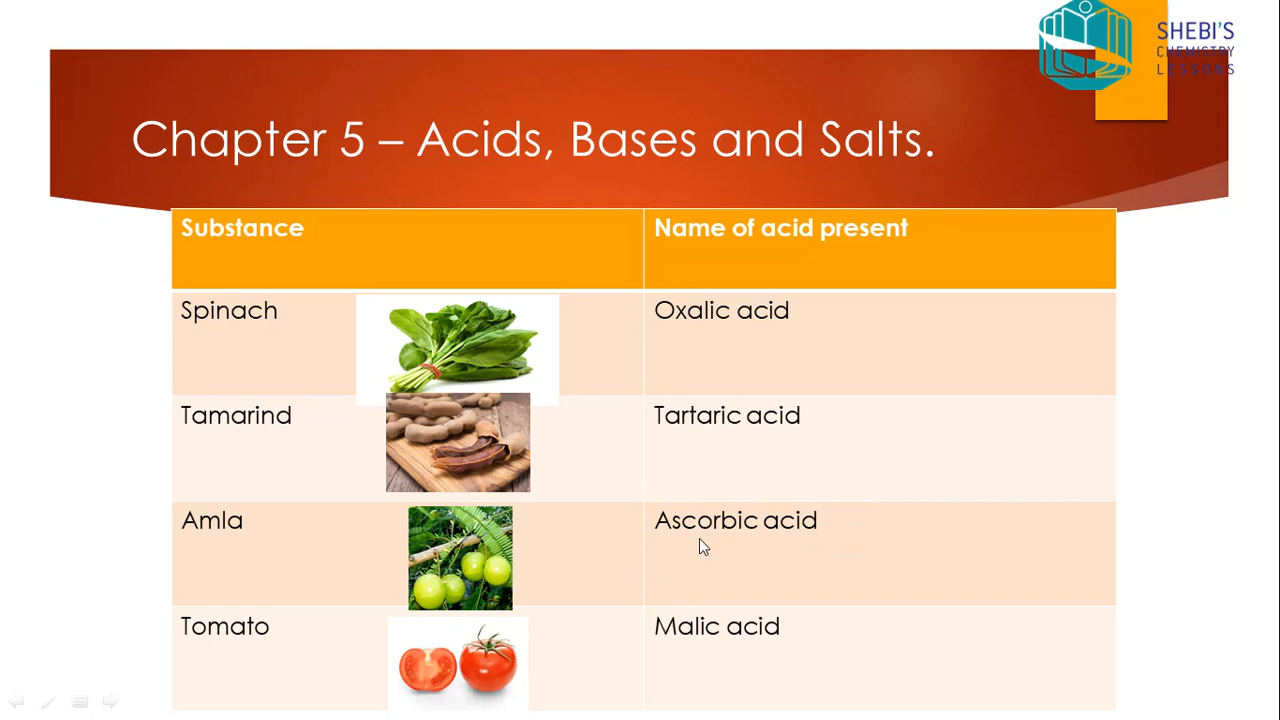 SHEBI'S
CHEMISTRY
LESSONS
Chapter 5 – Acids, Bases and Salts.
Substance
Name of acid present
Spinach
Oxalic acid
Tamarind
Tartaric acid
Amla
Ascorbic acid
Tomato
Malic acid